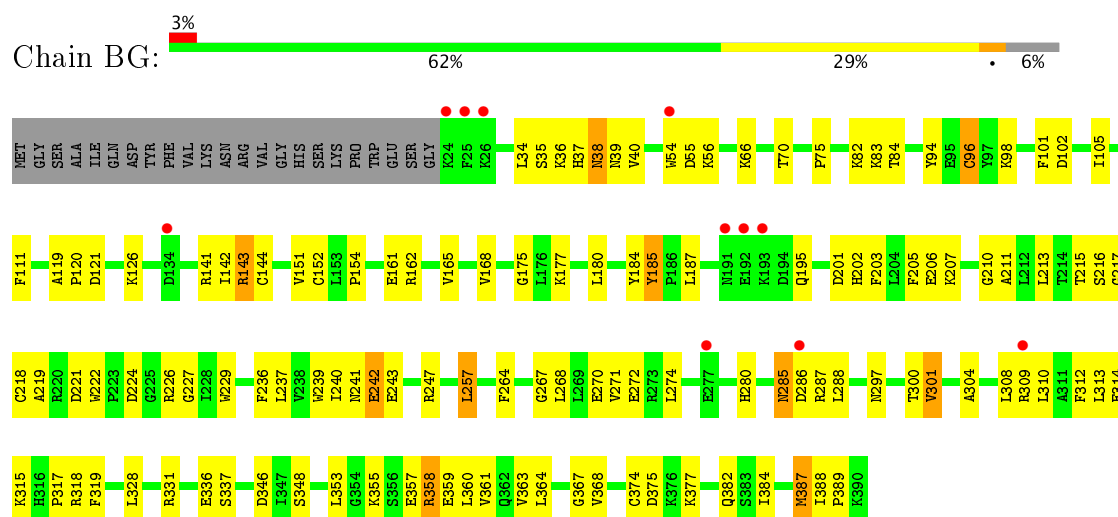 3%
Chain BG:
62% 29% • 6%
MET GLY SER ALA ILE GLN ASP TYR PHE VAL LYS ASN ARG VAL GLY HIS SER LYS PRO TRP GLU SER GLY K24 F25 K26 L34 S35 K36 H37 N38 N39 V40 W54 D55 K56 K66 T70 P75 K82 K83 T84 Y94 E95 C96 Y97 K98 F101 D102 I105
F111 A119 P120 D121 K126 D134 R141 I142 R143 C144 V151 C152 L153 P154 E161 R162 V165 V168 G175 L176 K177 L180 Y184 Y185 P186 L187 N191 E192 K193 D194 Q195 D201 H202 F203 L204 F205 E206 K207 G210 A211 L212 L213 T214 T215 S216 G217
C218 A219 R220 D221 W222 P223 D224 G225 R226 G227 I228 W229 F236 L237 V238 W239 I240 N241 E242 E243 R247 L257 F264 G267 L268 L269 E270 V271 E272 R273 L274 E277 H280 N285 D286 R287 L288 N297 T300 V301 A304 L308 R309 L310 A311 F312 L313 E314
K315 H316 P317 R318 F319 L328 R331 E336 S337 D346 I347 S348 L353 G354 K355 S356 E357 R358 E359 L360 V361 Q362 V363 L364 G367 V368 C374 D375 K376 K377 Q382 S383 I384 M387 I388 P389 K390